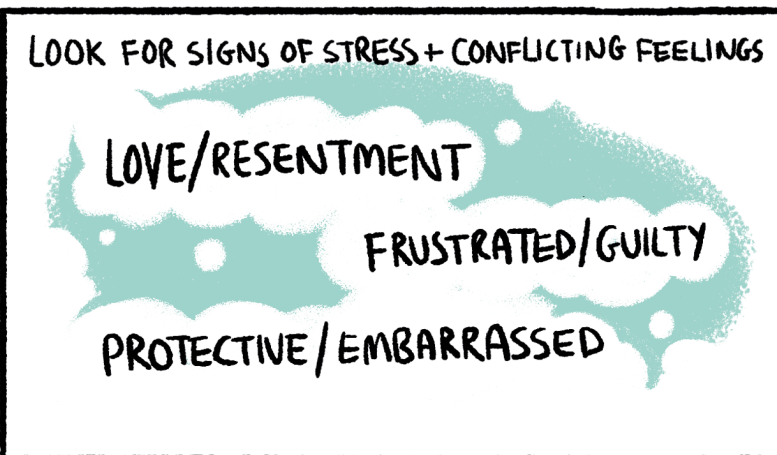 LOOK FOR SIGNS OF STRESS + CONFLICTING FEELINGS
LOVE/RESENTMENT
FRUSTRATED/GUILTY
PROTECTIVE/EMBARRASSED